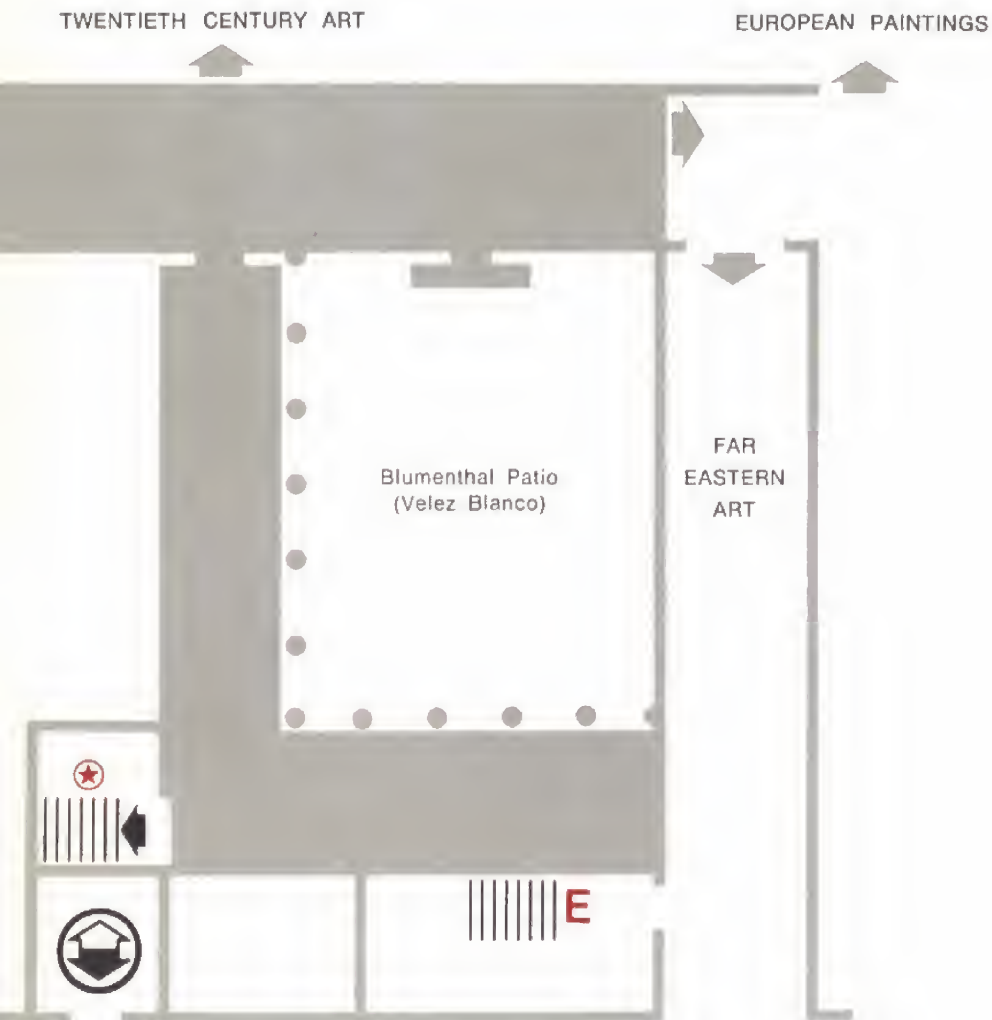 TWENTIETH CENTURY ART
EUROPEAN PAINTINGS
Blumenthal Patio
(Velez Blanco)
FAR
EASTERN
ART
E